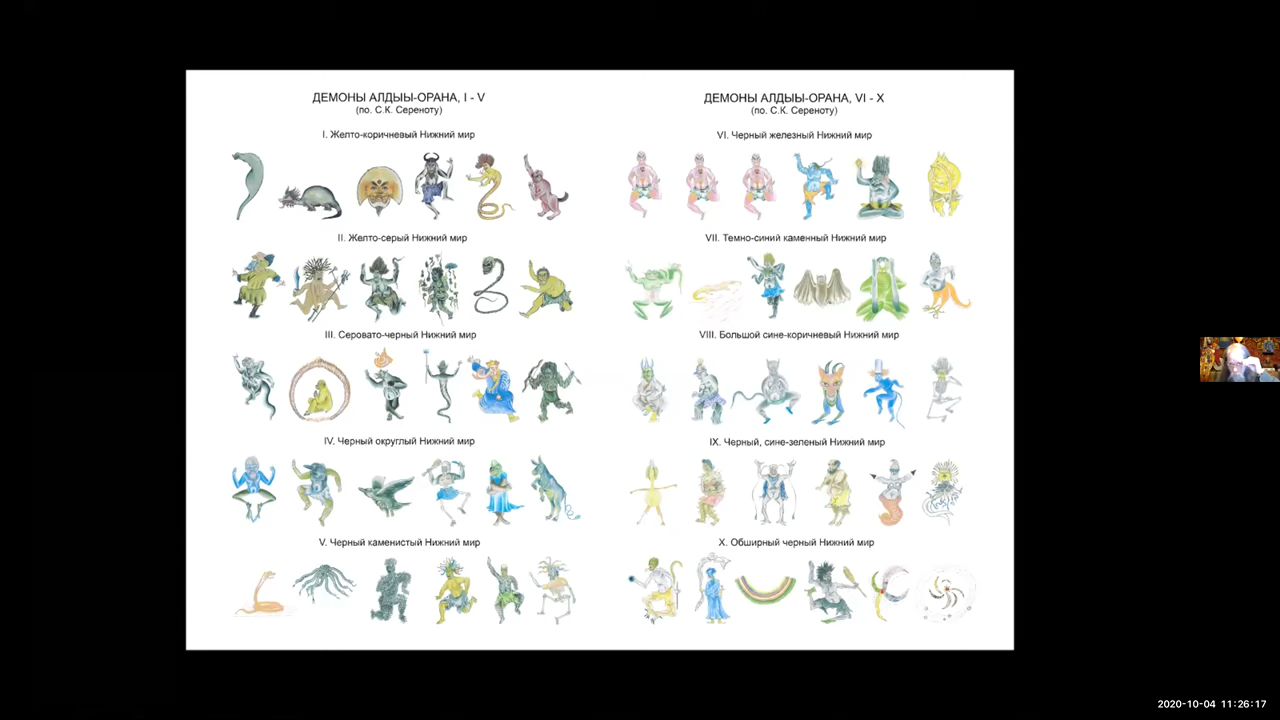 ДЕМОНЫ АЛДЫЫ-ОРАНА, I - V
(по. С.К. Сереноту)
I. Желто-коричневый Нижний мир
II. Желто-серый Нижний мир
III. Серовато-черный Нижний мир
IV. Черный округлый Нижний мир
V. Черный каменистый Нижний мир
ДЕМОНЫ АЛДЫЫ-ОРАНА, VI - X
(по. С.К. Сереноту)
VI. Черный железный Нижний мир
VII. Темно-синий каменный Нижний мир
VIII. Большой сине-коричневый Нижний мир
IX. Черный, сине-зеленый Нижний мир
X. Обширный черный Нижний мир
2020-10-04 11:26:17